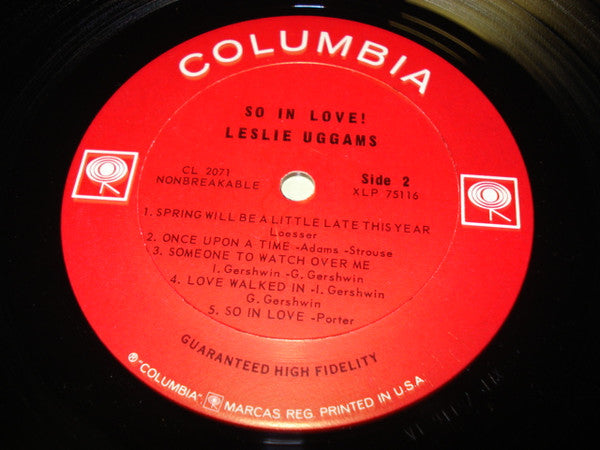 COLUMBIA
SO IN LOVE!
LESLIE UGGAMS
CL 2071
NONBREAKABLE
Side 2
XLP 75116
1. SPRING WILL BE A LITTLE LATE THIS YEAR
Loesser
2. ONCE UPON A TIME -Adams -Strouse
3. SOMEONE TO WATCH OVER ME
I. Gershwin -G. Gershwin
4. LOVE WALKED IN -I. Gershwin
G. Gershwin
5. SO IN LOVE -Porter
GUARANTEED HIGH FIDELITY
® "COLUMBIA", MARCAS REG. PRINTED IN U.S.A.